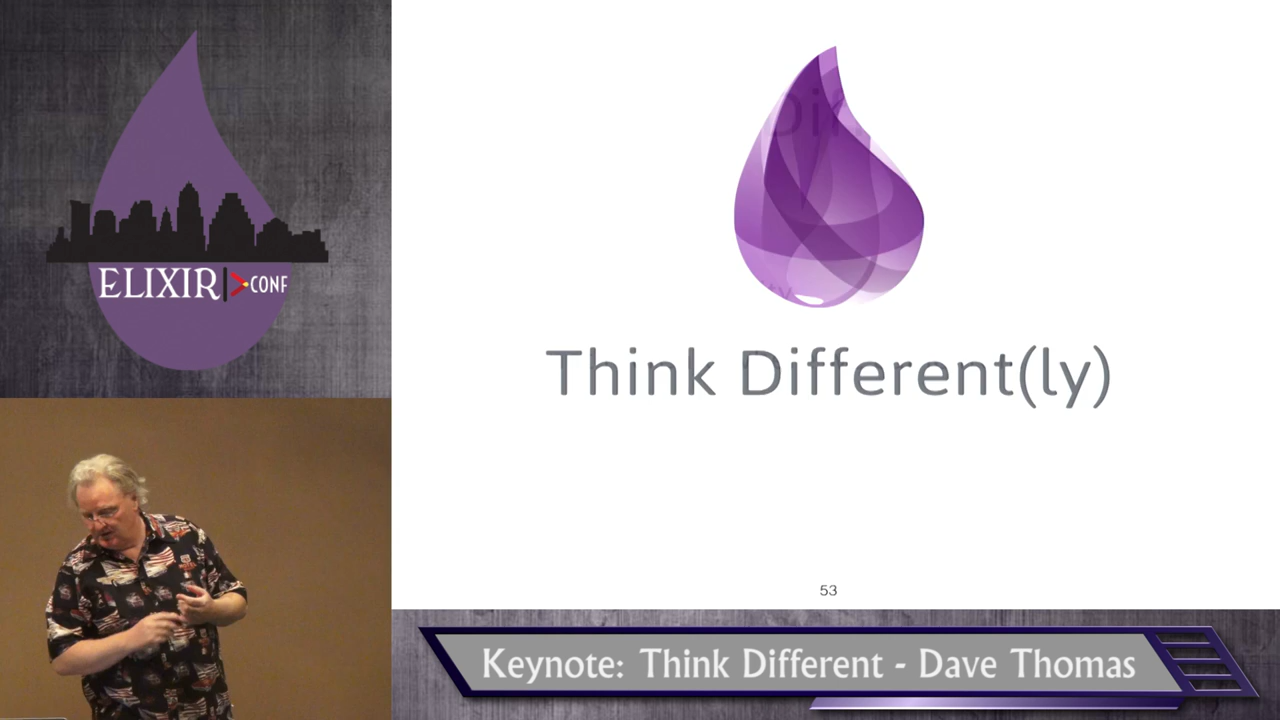 ELIXIR CONF
Think Different(ly)
53
Keynote: Think Different - Dave Thomas